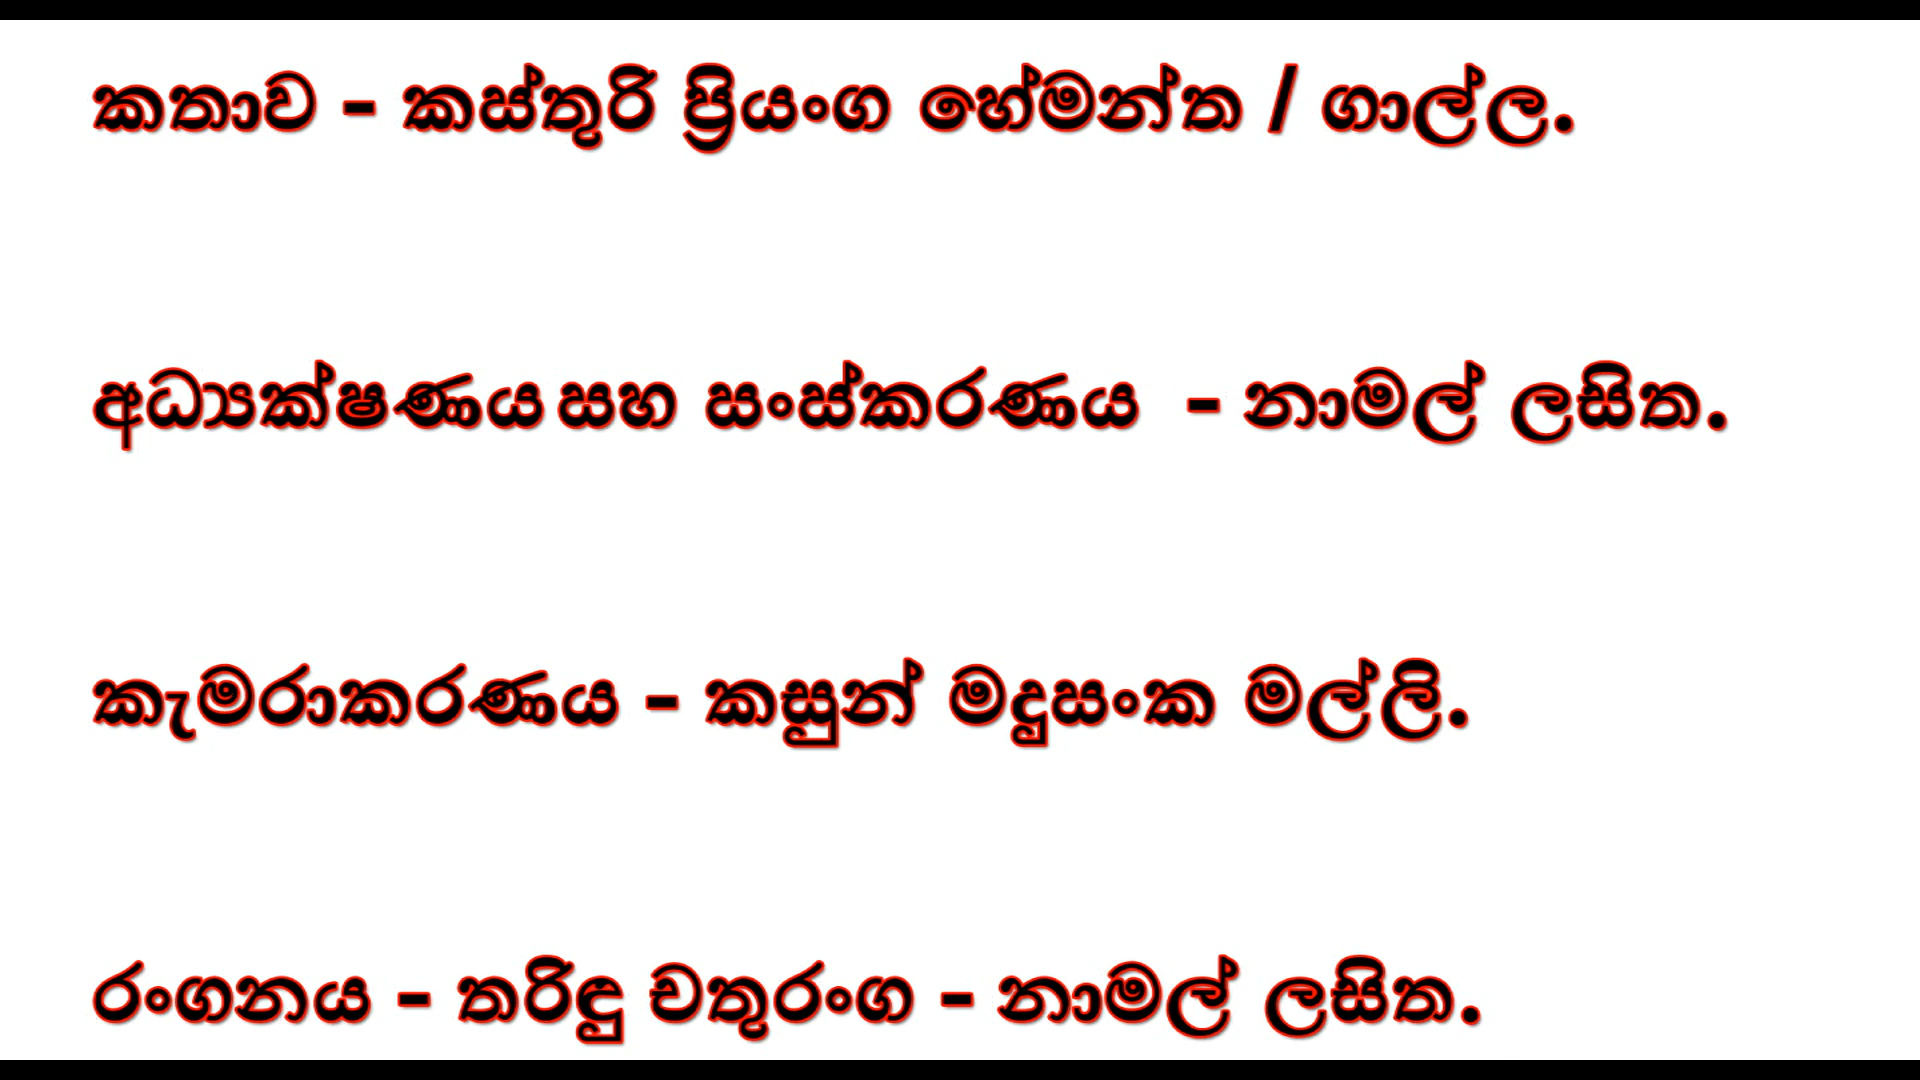 කතාව - කස්තුරි ප්‍රියංග හේමන්ත / ගාල්ල.
අධ්‍යක්ෂණය සහ සංස්කරණය - නාමල් ලසිත.
කැමරාකරණය - කසුන් මදුසංක මල්ලි.
රංගනය - තරිඳු චතුරංග - නාමල් ලසිත.